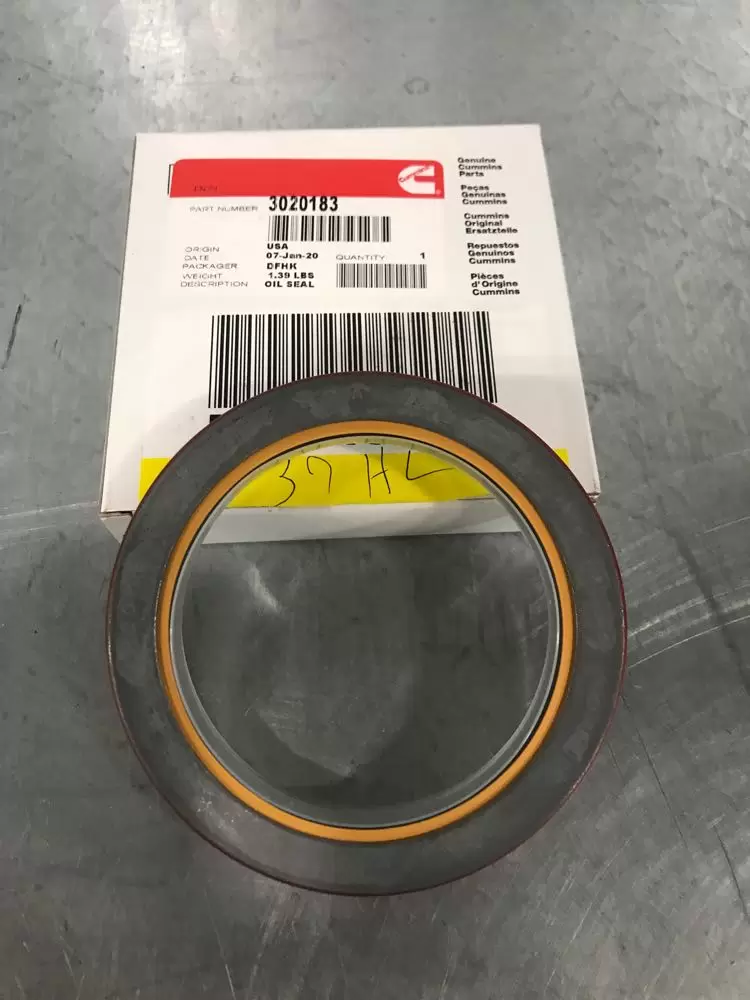 PART NUMBER 3020183
ORIGIN USA
DATE 07-Jan-20 QUANTITY 1
PACKAGER DFHK
WEIGHT 1.39 LBS
DESCRIPTION OIL SEAL
Cummins
Genuine
Cummins
Parts
Peças
Genuinas
Cummins
Cummins
Original
Ersatzteile
Repuestos
Genuinos
Cummins
Pièces
d'Origine
Cummins
37 HL